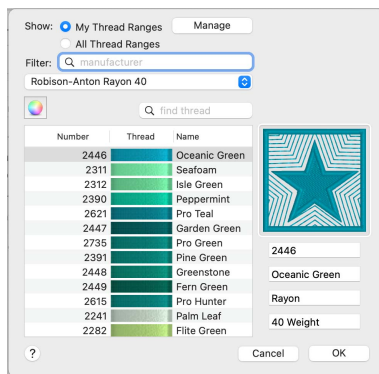 Show: My Thread Ranges Manage
All Thread Ranges
Filter: manufacturer
Robison-Anton Rayon 40
find thread
Number Thread Name
2446 Oceanic Green
2311 Seafoam
2312 Isle Green
2390 Peppermint
2621 Pro Teal
2447 Garden Green
2735 Pro Green
2391 Pine Green
2448 Greenstone
2449 Fern Green
2615 Pro Hunter
2241 Palm Leaf
2282 Flite Green
2446
Oceanic Green
Rayon
40 Weight
? Cancel OK